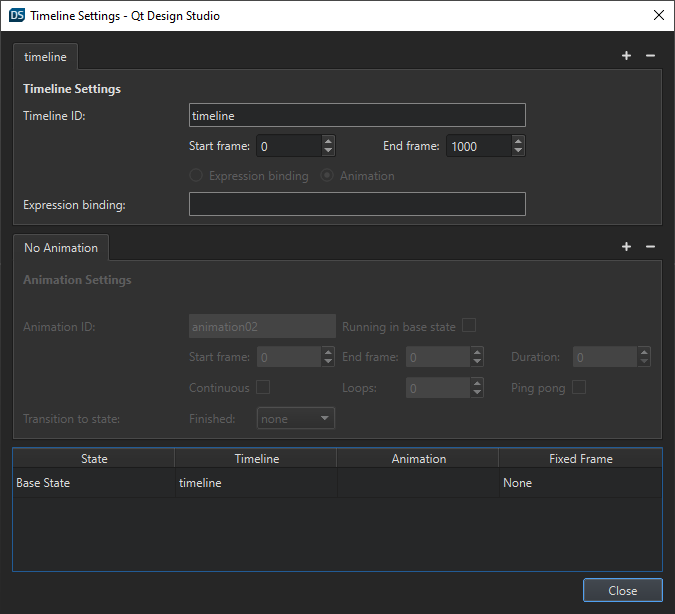 DS Timeline Settings - Qt Design Studio
timeline
Timeline Settings
Timeline ID: timeline
Start frame: 0 End frame: 1000
Expression binding Animation
Expression binding:
No Animation
Animation Settings
Animation ID: animation02 Running in base state
Start frame: 0 End frame: 0 Duration: 0
Continuous Loops: 0 Ping pong
Transition to state: Finished: none
State Timeline Animation Fixed Frame
Base State timeline None
Close